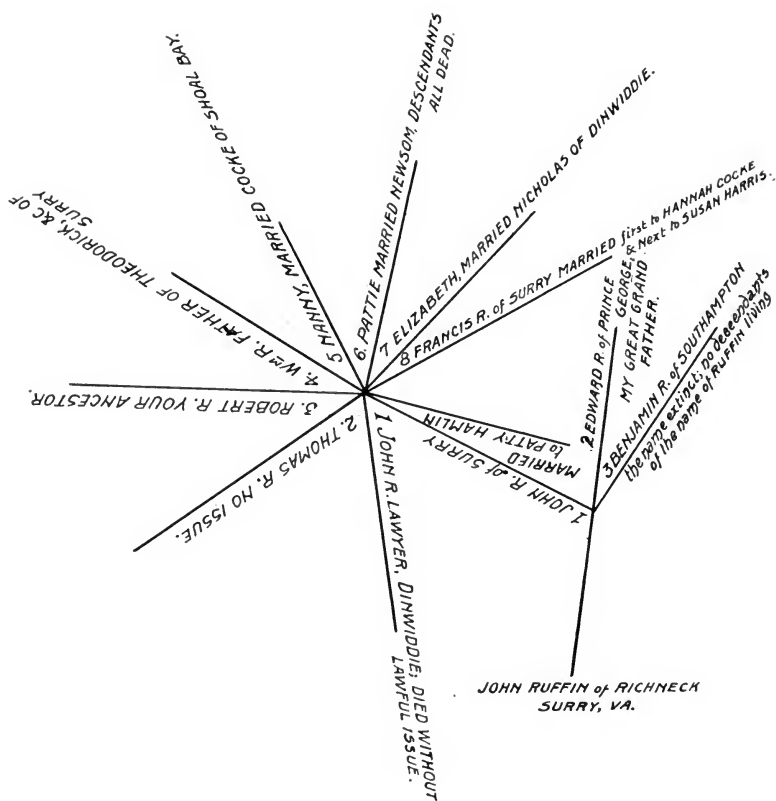 JOHN RUFFIN of RICHNECK
SURRY, VA.
1 JOHN R. of SURRY
MARRIED
to PATTY HAMLIN
2 EDWARD R. of PRINCE
GEORGE,
MY GREAT GRAND
FATHER.
3 BENJAMIN R. of SOUTHAMPTON
the name extinct; no descendants
of the name of RUFFIN living
1 JOHN R. LAWYER, DINWIDDIE; DIED WITHOUT
LAWFUL ISSUE.
2. THOMAS R. NO ISSUE.
3. ROBERT R. YOUR ANCESTOR.
4. Wm R. FATHER OF THEODORICK, &C OF
SURRY
5 NANNY, MARRIED COCKE OF SHOAL BAY.
6. PATTIE MARRIED NEWSOM, DESCENDANTS
ALL DEAD.
7 ELIZABETH, MARRIED NICHOLAS OF DINWIDDIE.
8 FRANCIS R. of SURRY MARRIED first to HANNAH COCKE
& Next to SUSAN HARRIS.